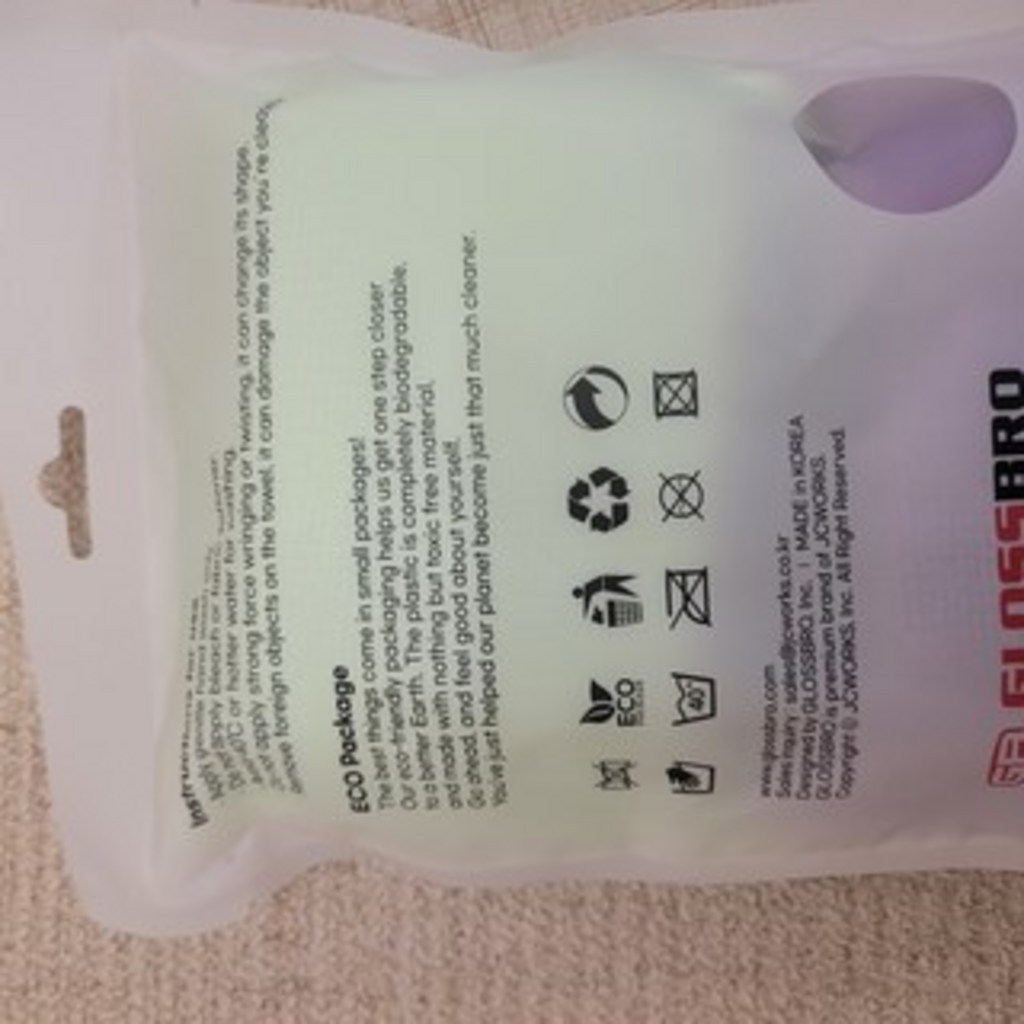 Instructions for use
Do not apply bleach or fabric
40°C or hotter water for washing.
apply strong force wringing or twisting, it can change its shape.
foreign objects on the towel, it can damage the object you're
ECO Package
The best things come in small packages!
Our eco-friendly packaging helps us get one step closer
to a better Earth. The plastic is completely biodegradable,
and made with nothing but toxic free material.
Go ahead, and feel good about yourself.
You've just helped our planet become just that much cleaner.
ECO
40°
www.glossbro.com
Sales inquiry sales@jcworks.co.kr
Designed by GLOSSBRO, Inc. | MADE in KOREA
GLOSSBRO is premium brand of JCWORKS.
Copyright ⓒ JCWORKS, Inc. All Right Reserved.
GLOSSBRO